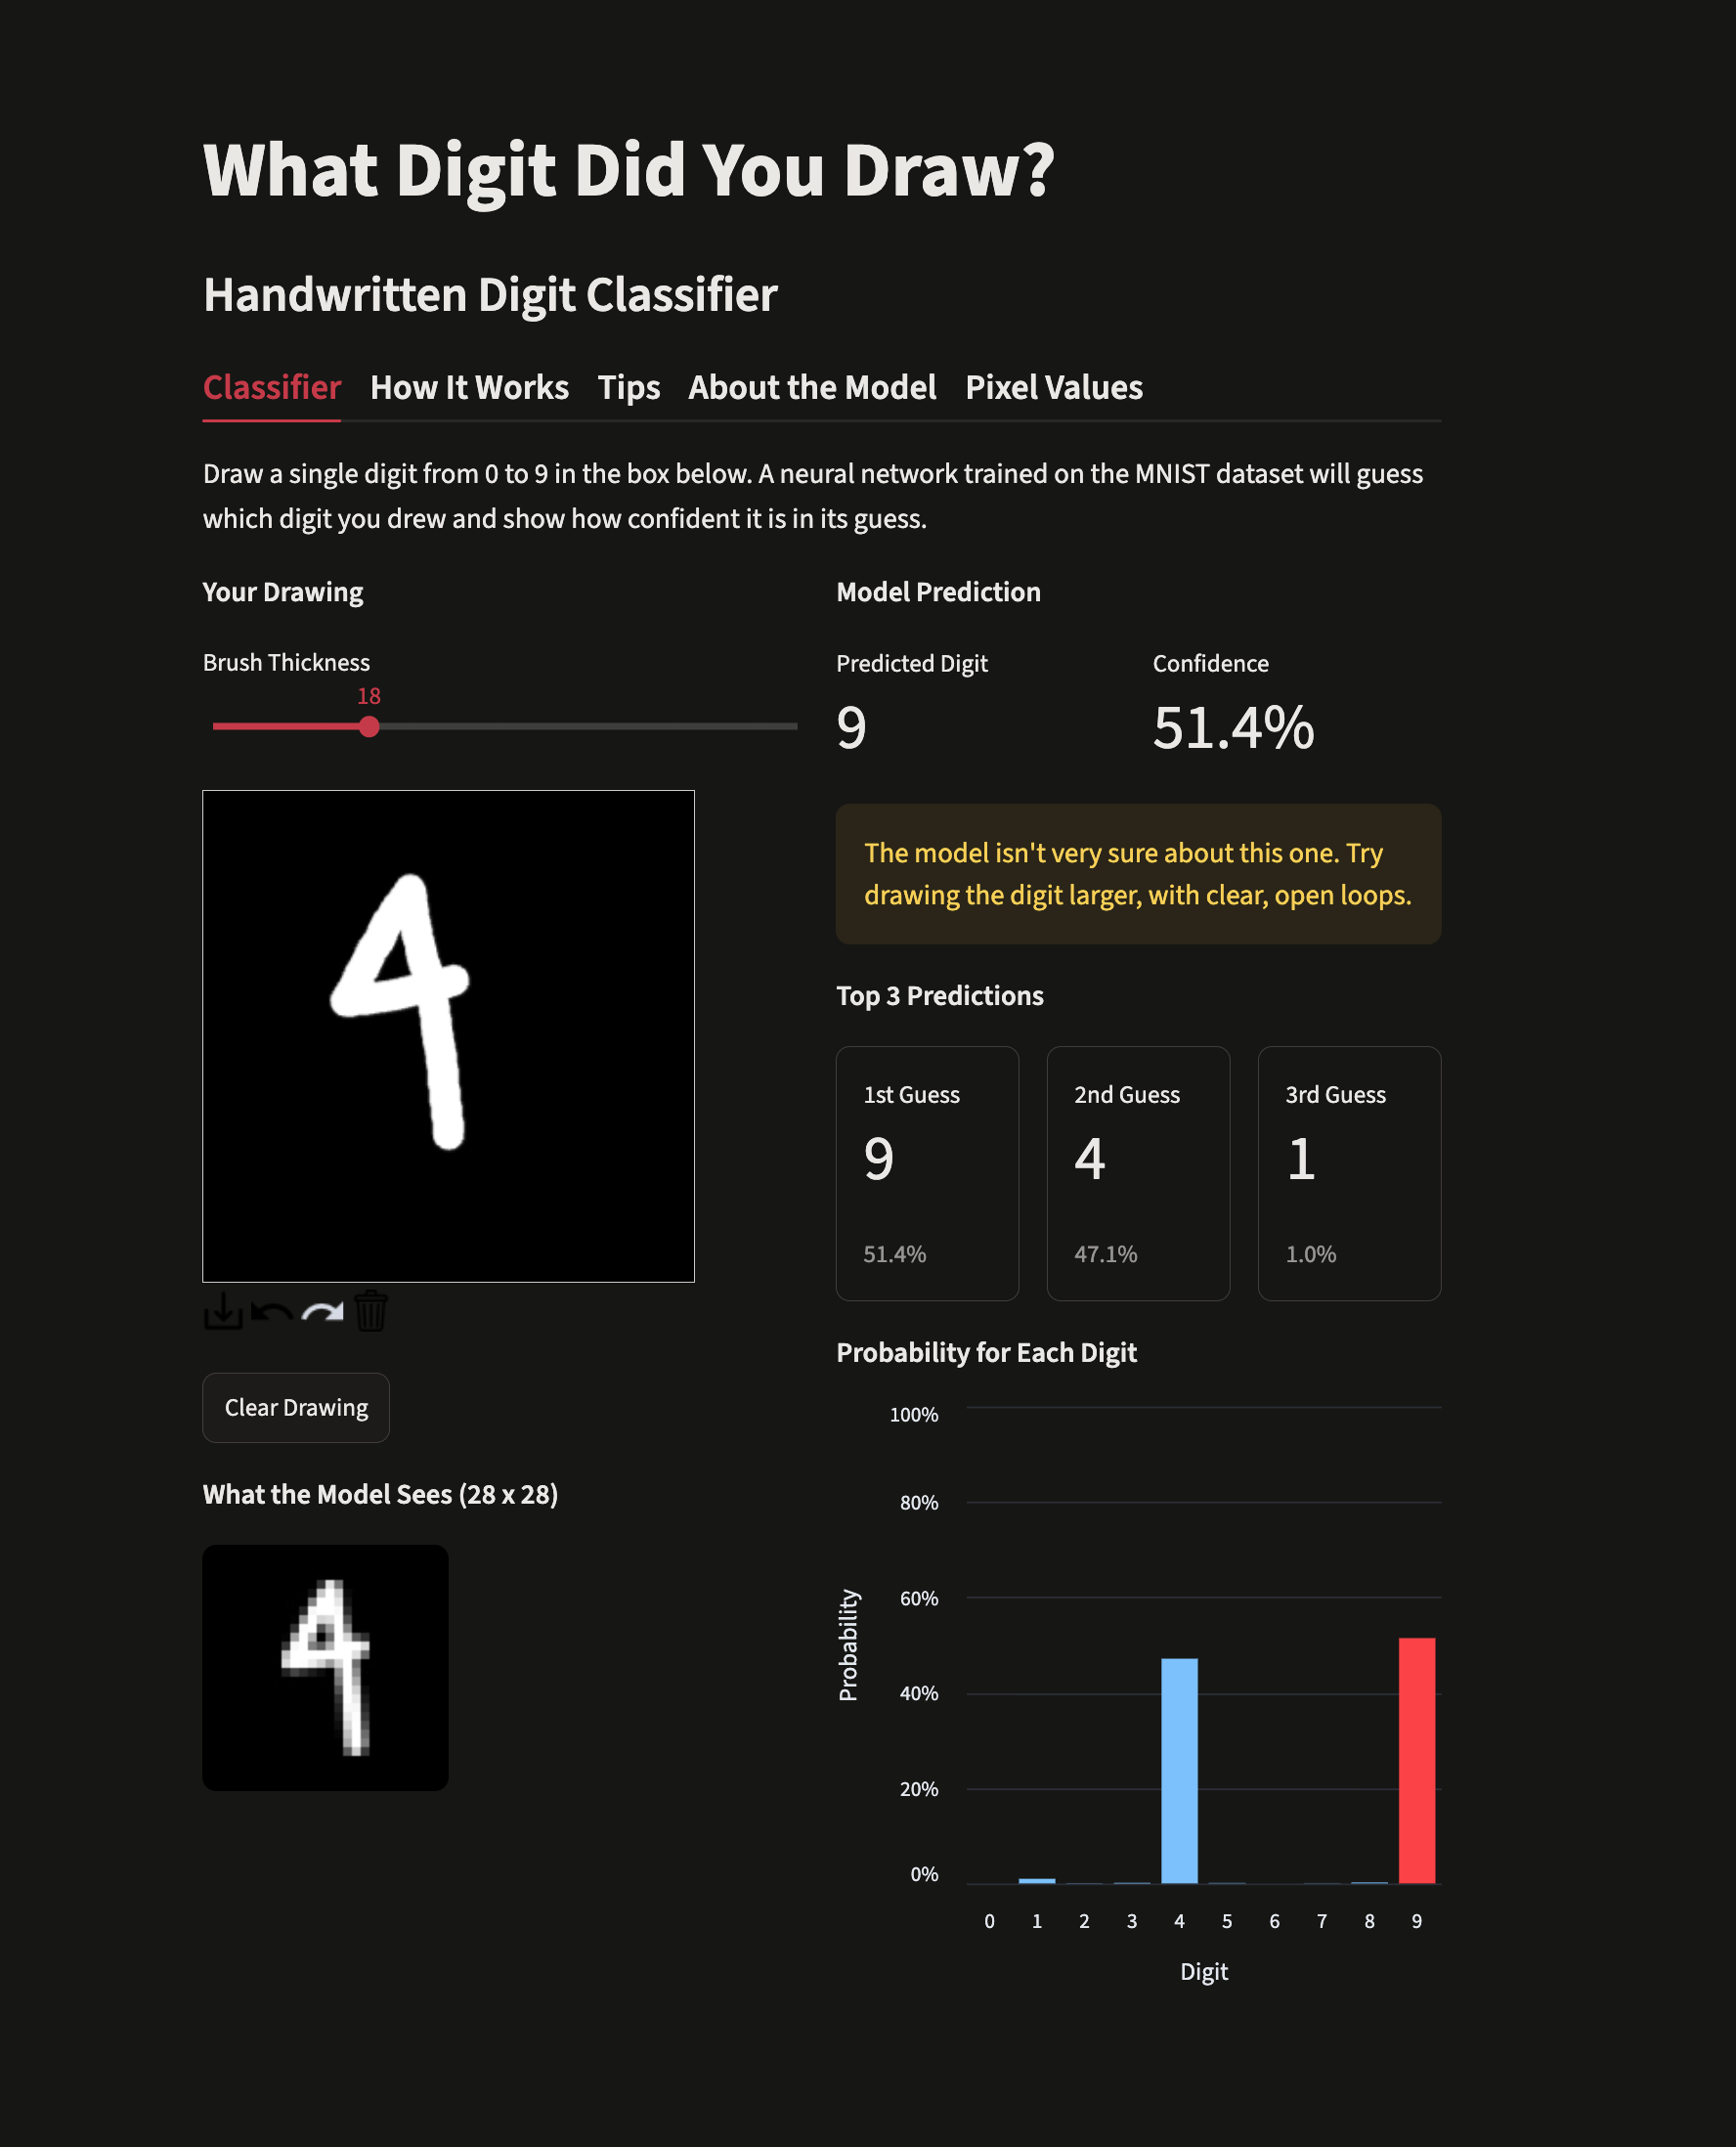 What Digit Did You Draw?
Handwritten Digit Classifier
Classifier How It Works Tips About the Model Pixel Values
Draw a single digit from 0 to 9 in the box below. A neural network trained on the MNIST dataset will guess
which digit you drew and show how confident it is in its guess.
Your Drawing
Brush Thickness
18
4
Clear Drawing
What the Model Sees (28 x 28)
4
Model Prediction
Predicted Digit
9
Confidence
51.4%
The model isn't very sure about this one. Try
drawing the digit larger, with clear, open loops.
Top 3 Predictions
1st Guess
9
51.4%
2nd Guess
4
47.1%
3rd Guess
1
1.0%
Probability for Each Digit
100%
80%
60%
40%
20%
0%
Probability
0 1 2 3 4 5 6 7 8 9
Digit